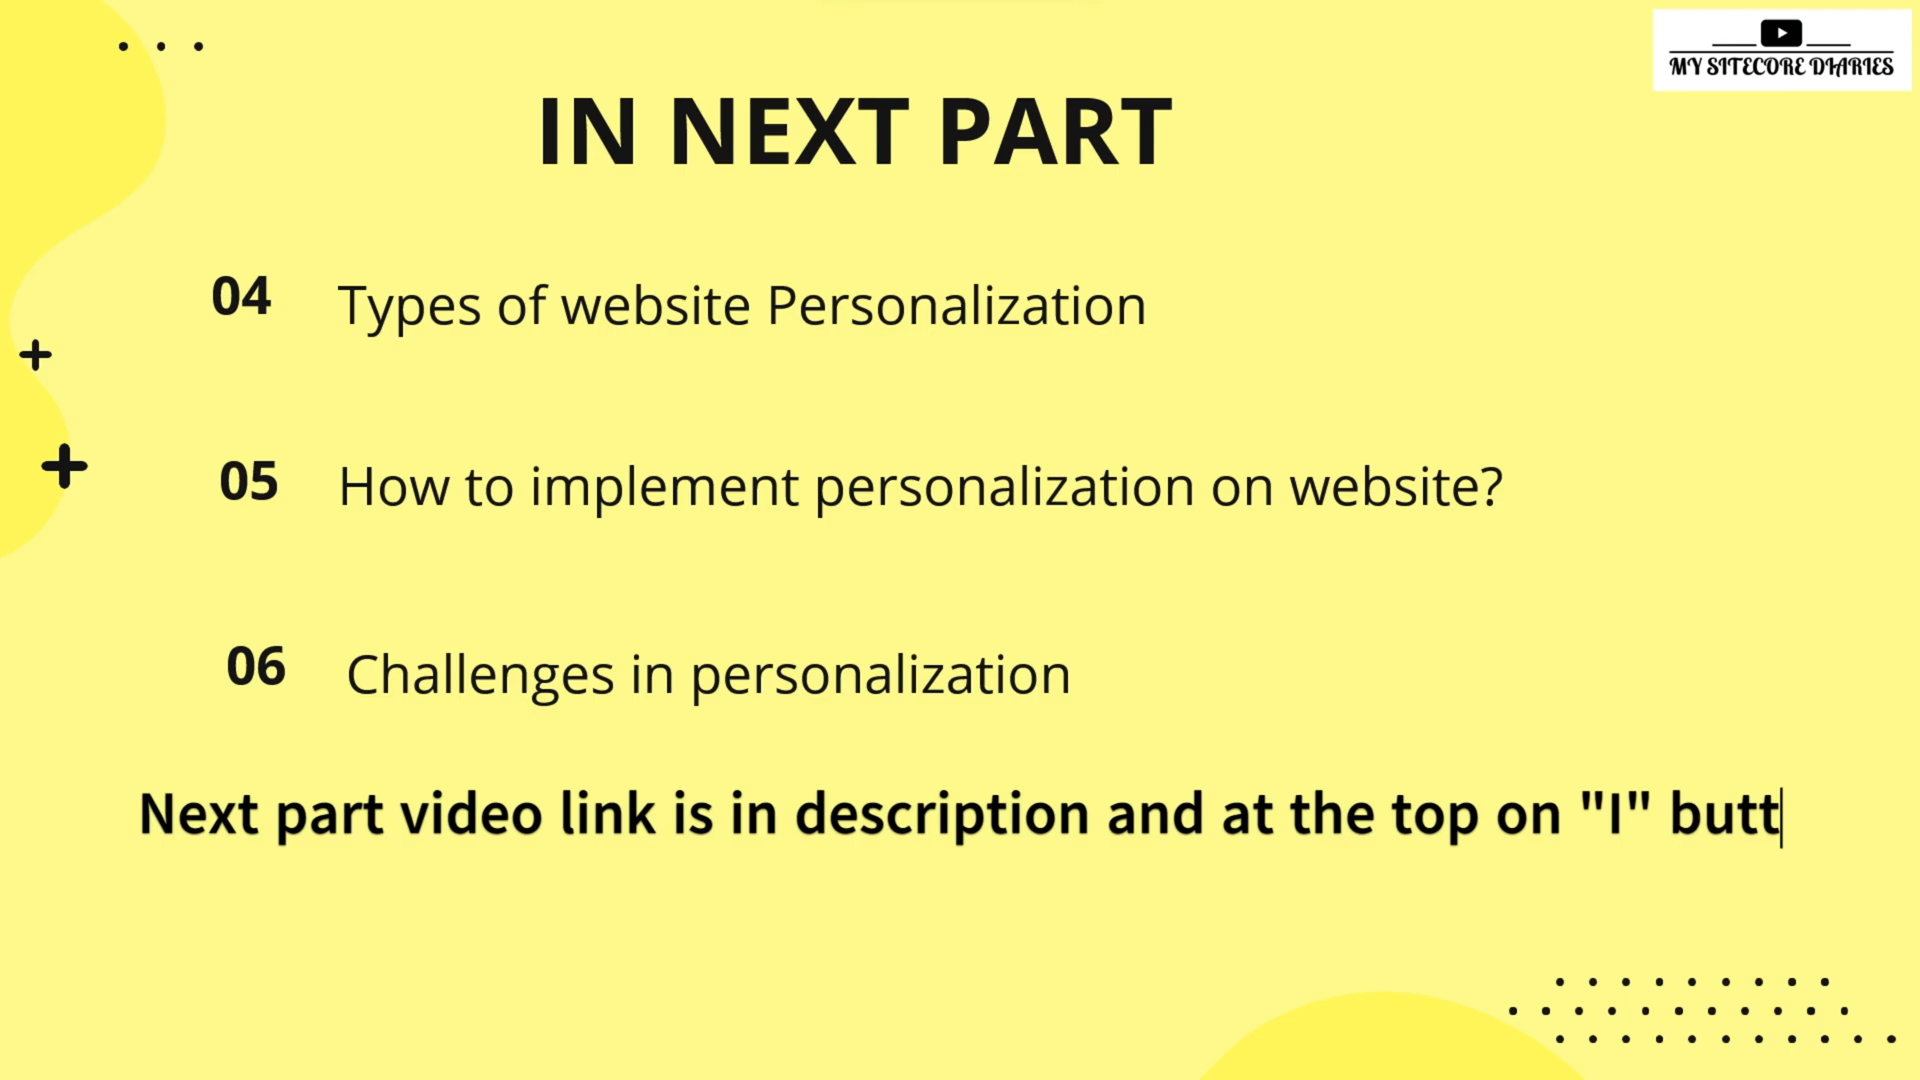 MY SITECORE DIARIES
IN NEXT PART
04 Types of website Personalization
05 How to implement personalization on website?
06 Challenges in personalization
Next part video link is in description and at the top on "I" butt